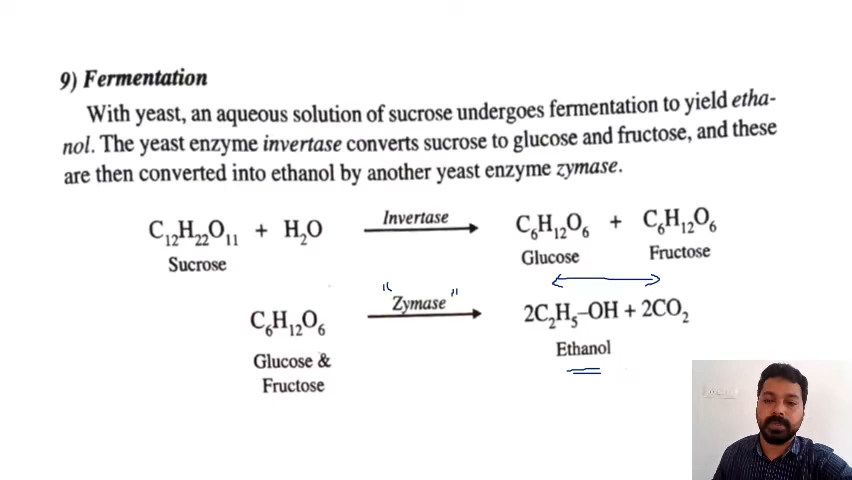 9) Fermentation
With yeast, an aqueous solution of sucrose undergoes fermentation to yield etha-
nol. The yeast enzyme invertase converts sucrose to glucose and fructose, and these
are then converted into ethanol by another yeast enzyme zymase.
C₁₂H₂₂O₁₁ + H₂O Invertase C₆H₁₂O₆ + C₆H₁₂O₆
Sucrose Glucose Fructose
C₆H₁₂O₆ "Zymase" 2C₂H₅–OH + 2CO₂
Glucose & Ethanol
Fructose